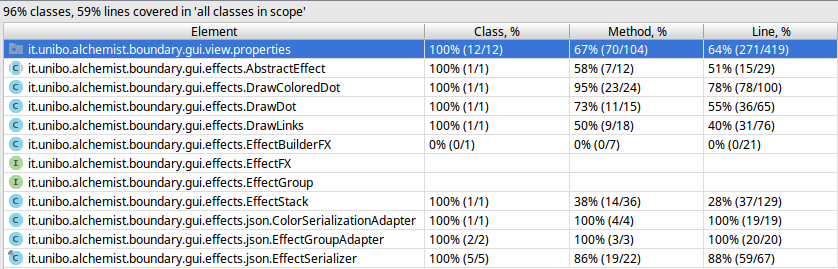 96% classes, 59% lines covered in 'all classes in scope'
Element Class, % Method, % Line, %
it.unibo.alchemist.boundary.gui.view.properties 100% (12/12) 67% (70/104) 64% (271/419)
C it.unibo.alchemist.boundary.gui.effects.AbstractEffect 100% (1/1) 58% (7/12) 51% (15/29)
C it.unibo.alchemist.boundary.gui.effects.DrawColoredDot 100% (1/1) 95% (23/24) 78% (78/100)
C it.unibo.alchemist.boundary.gui.effects.DrawDot 100% (1/1) 73% (11/15) 55% (36/65)
C it.unibo.alchemist.boundary.gui.effects.DrawLinks 100% (1/1) 50% (9/18) 40% (31/76)
C it.unibo.alchemist.boundary.gui.effects.EffectBuilderFX 0% (0/1) 0% (0/7) 0% (0/21)
I it.unibo.alchemist.boundary.gui.effects.EffectFX
I it.unibo.alchemist.boundary.gui.effects.EffectGroup
C it.unibo.alchemist.boundary.gui.effects.EffectStack 100% (1/1) 38% (14/36) 28% (37/129)
C it.unibo.alchemist.boundary.gui.effects.json.ColorSerializationAdapter 100% (1/1) 100% (4/4) 100% (19/19)
C it.unibo.alchemist.boundary.gui.effects.json.EffectGroupAdapter 100% (2/2) 100% (3/3) 100% (20/20)
C it.unibo.alchemist.boundary.gui.effects.json.EffectSerializer 100% (5/5) 86% (19/22) 88% (59/67)